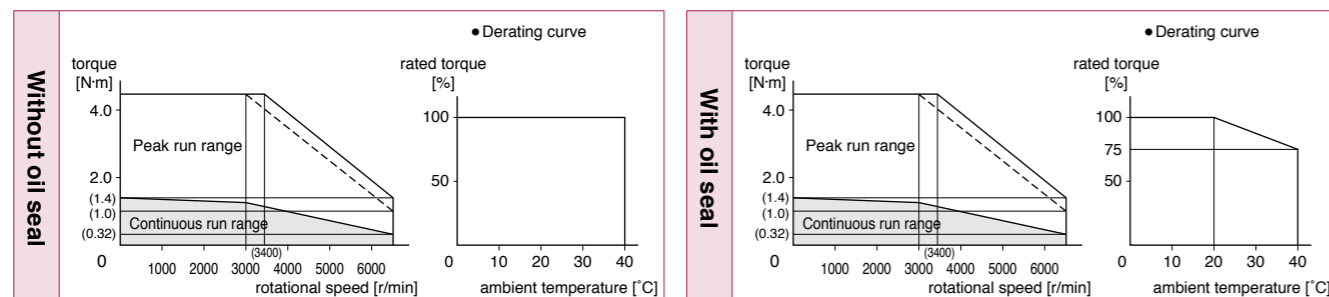 Without oil seal
● Derating curve
torque
[N·m]
4.0
2.0
(1.4)
(1.0)
(0.32)
0
Peak run range
Continuous run range
(3400)
1000 2000 3000 4000 5000 6000
rotational speed [r/min]
rated torque
[%]
100
50
0 10 20 30 40
ambient temperature [˚C]
With oil seal
● Derating curve
torque
[N·m]
4.0
2.0
(1.4)
(1.0)
(0.32)
0
Peak run range
Continuous run range
(3400)
1000 2000 3000 4000 5000 6000
rotational speed [r/min]
rated torque
[%]
100
75
50
0 10 20 30 40
ambient temperature [˚C]